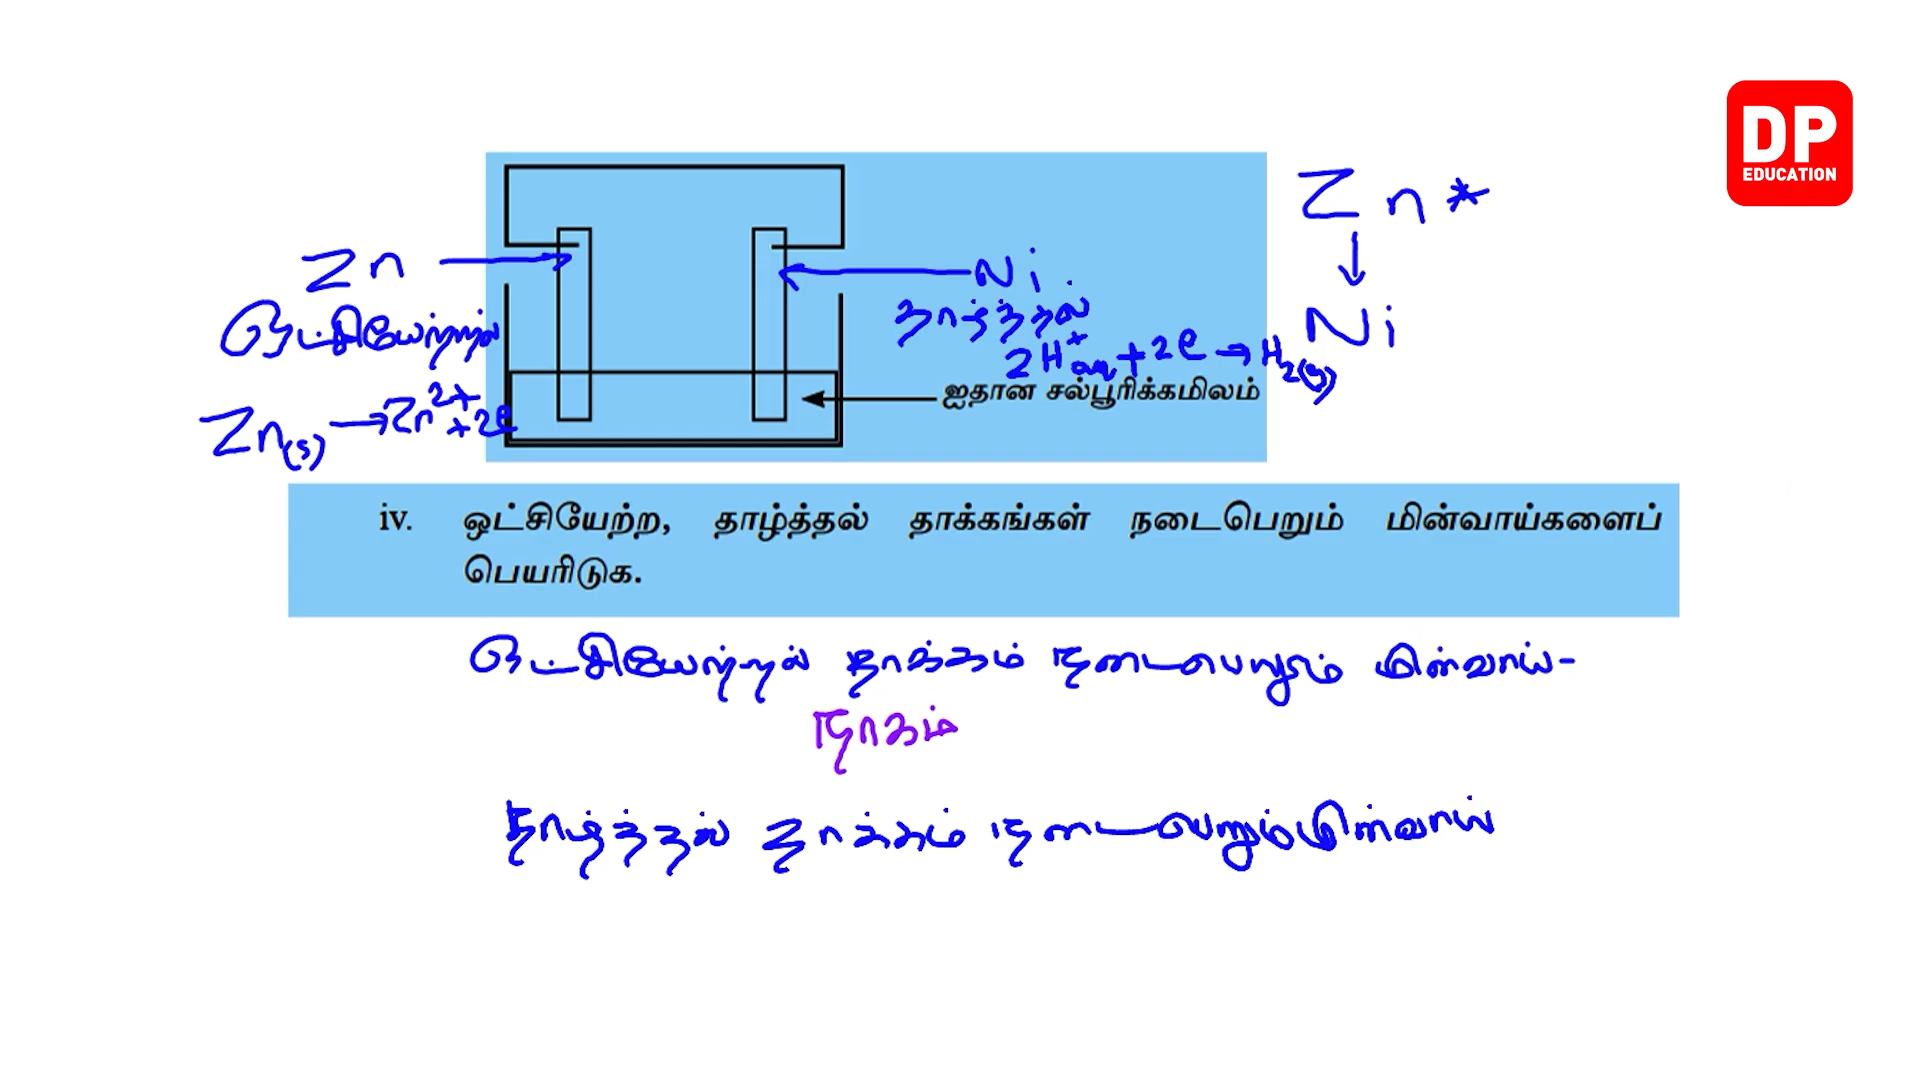 DP
EDUCATION
Zn *
↓
Ni
Zn
Ni
ஒட்சியேற்றல்
தாழ்த்தல்
2H⁺aq + 2e → H₂(g)
ஐதான சல்பூரிக்கமிலம்
Zn(s) → Zn²⁺ + 2e
iv. ஒட்சியேற்ற, தாழ்த்தல் தாக்கங்கள் நடைபெறும் மின்வாய்களைப்
பெயரிடுக.
ஒட்சியேற்றல் தாக்கம் நடைபெறும் மின்வாய்-
நாகம்
தாழ்த்தல் தாக்கம் நடைபெறும் மின்வாய்